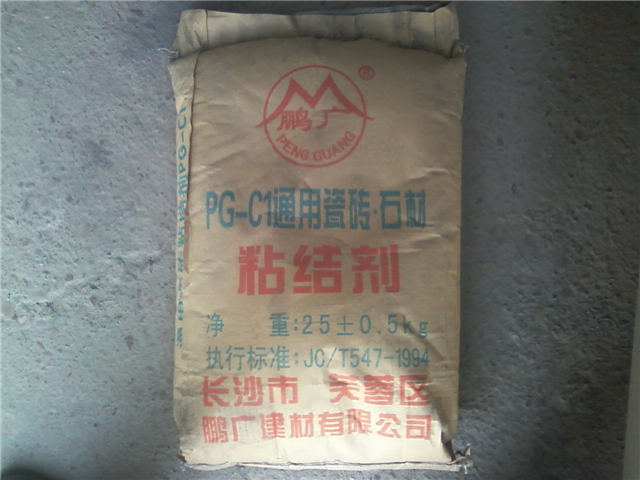 ®
鹏广
PENG GUANG
PG-C1通用瓷砖·石材
粘结剂
净 重:25±0.5kg
执行标准:JC/T547-1994
长沙市 芙蓉区
鹏广建材有限公司